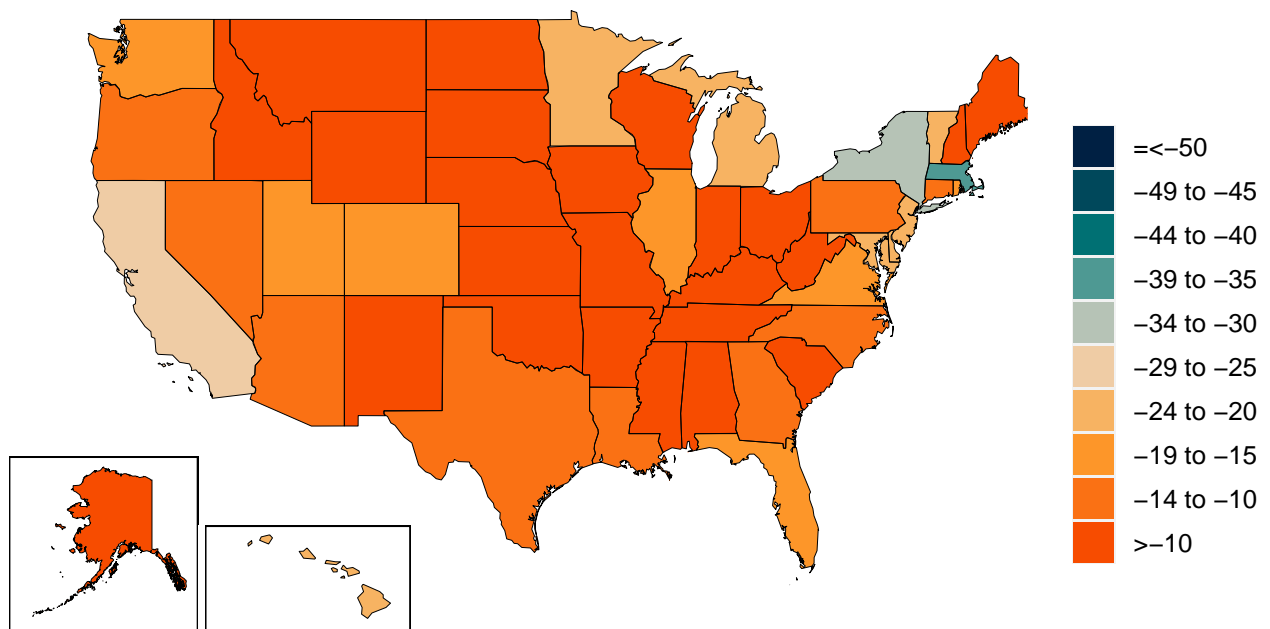 =<−50
−49 to −45
−44 to −40
−39 to −35
−34 to −30
−29 to −25
−24 to −20
−19 to −15
−14 to −10
>−10